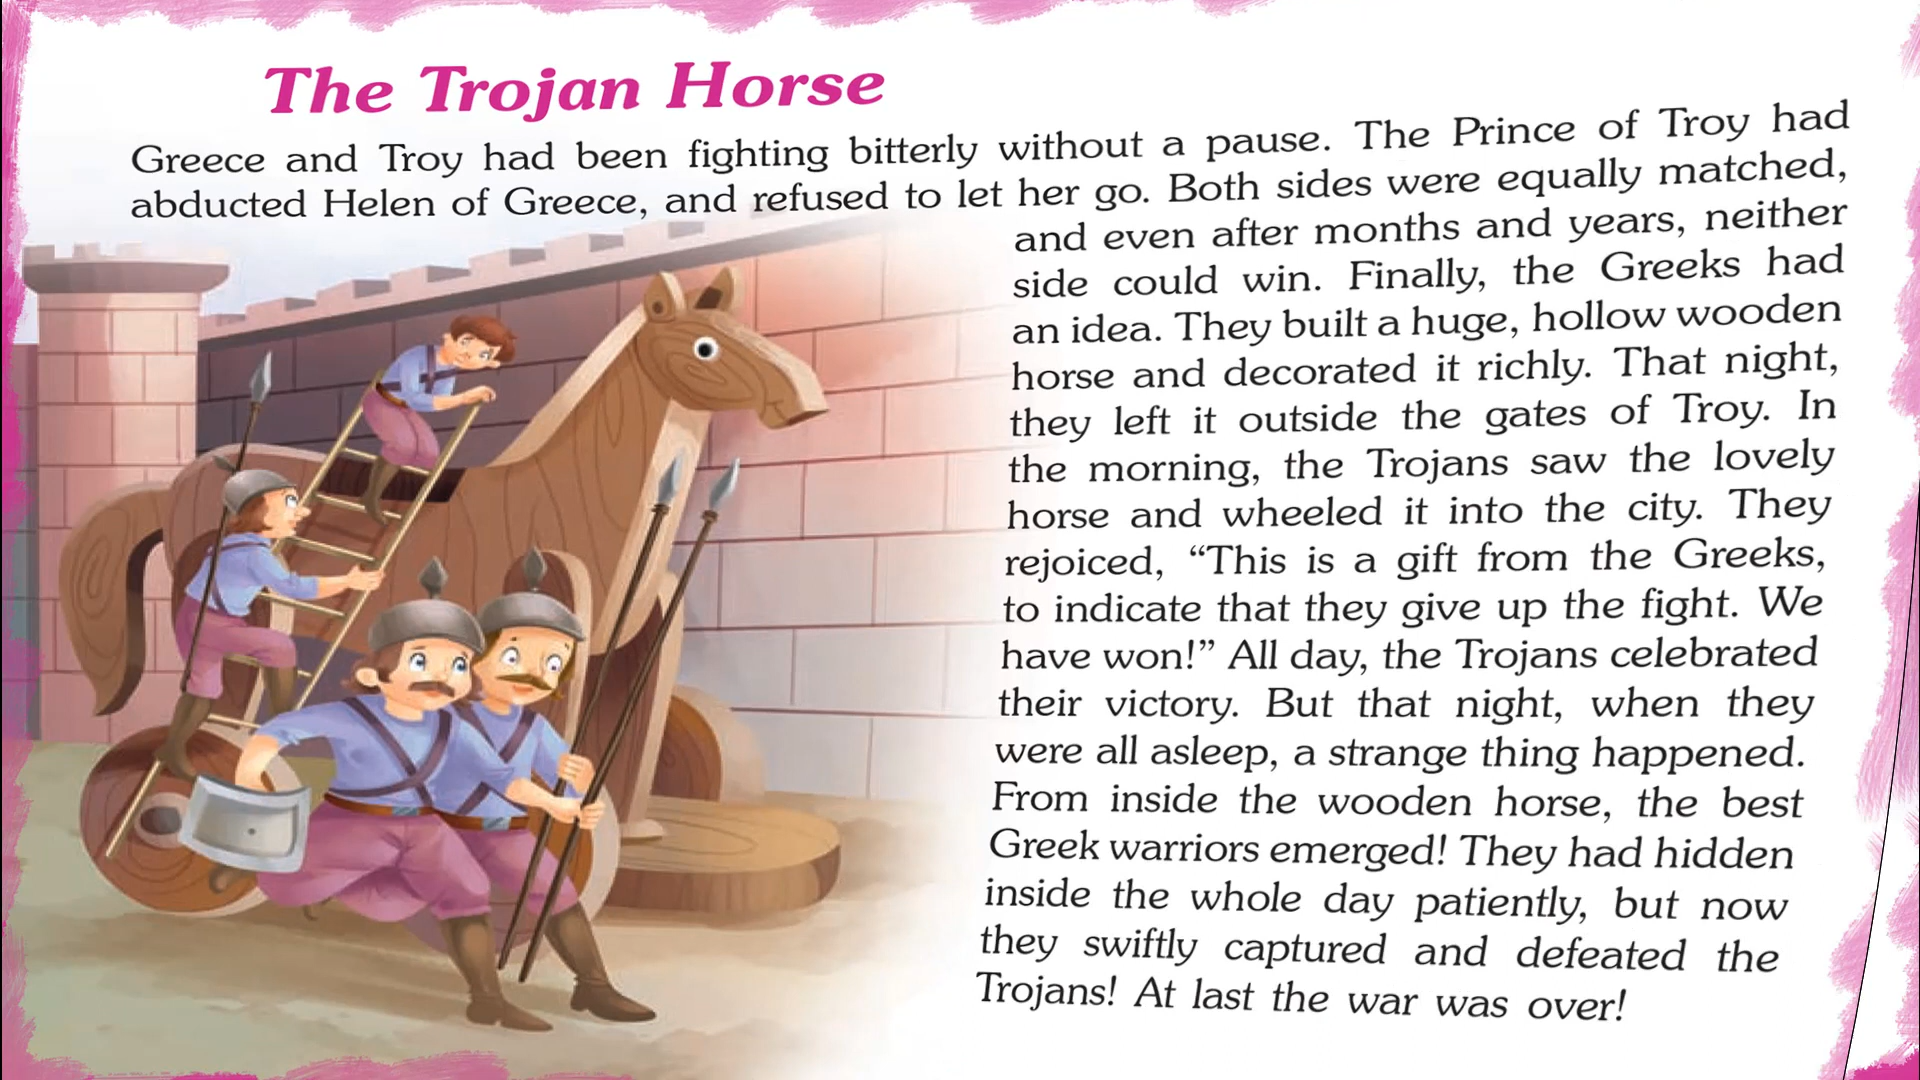 The Trojan Horse
Greece and Troy had been fighting bitterly without a pause. The Prince of Troy had
abducted Helen of Greece, and refused to let her go. Both sides were equally matched,
and even after months and years, neither
side could win. Finally, the Greeks had
an idea. They built a huge, hollow wooden
horse and decorated it richly. That night,
they left it outside the gates of Troy. In
the morning, the Trojans saw the lovely
horse and wheeled it into the city. They
rejoiced, “This is a gift from the Greeks,
to indicate that they give up the fight. We
have won!” All day, the Trojans celebrated
their victory. But that night, when they
were all asleep, a strange thing happened.
From inside the wooden horse, the best
Greek warriors emerged! They had hidden
inside the whole day patiently, but now
they swiftly captured and defeated the
Trojans! At last the war was over!